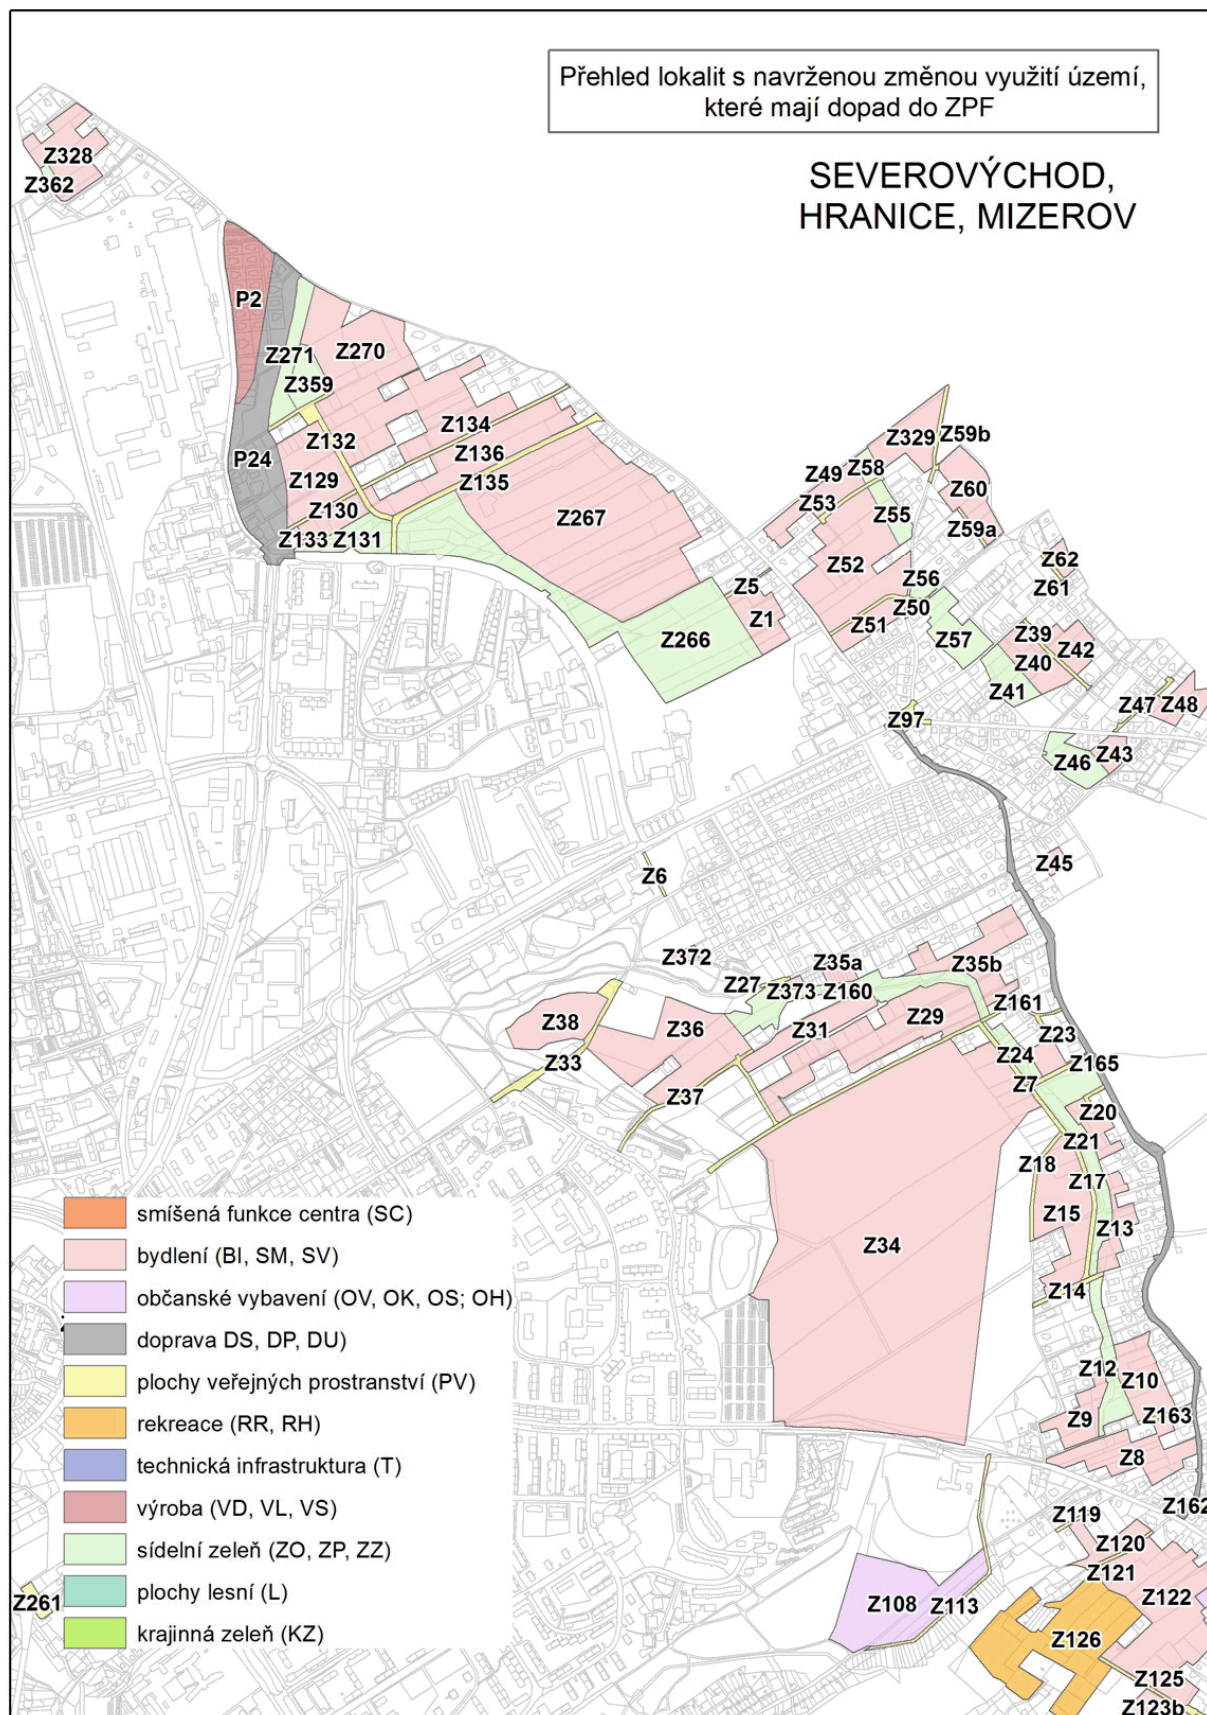 Přehled lokalit s navrženou změnou využití území,
které mají dopad do ZPF
SEVEROVÝCHOD,
HRANICE, MIZEROV
Z328
Z362
P2
Z271
Z270
Z359
Z132
Z134
P24
Z136
Z129
Z135
Z130
Z133
Z131
Z267
Z266
Z5
Z1
Z329
Z59b
Z49
Z58
Z53
Z60
Z55
Z59a
Z52
Z62
Z61
Z56
Z50
Z51
Z57
Z39
Z42
Z40
Z41
Z47
Z48
Z97
Z46
Z43
Z6
Z45
Z372
Z27
Z35a
Z35b
Z373
Z160
Z161
Z38
Z36
Z31
Z29
Z23
Z33
Z24
Z165
Z7
Z37
Z20
Z21
Z18
Z17
Z15
Z13
Z34
Z14
Z12
Z10
Z9
Z163
Z8
Z162
Z119
Z120
Z121
Z122
Z108
Z113
Z126
Z125
Z123b
Z261
smíšená funkce centra (SC)
bydlení (BI, SM, SV)
občanské vybavení (OV, OK, OS; OH)
doprava DS, DP, DU)
plochy veřejných prostranství (PV)
rekreace (RR, RH)
technická infrastruktura (T)
výroba (VD, VL, VS)
sídelní zeleň (ZO, ZP, ZZ)
plochy lesní (L)
krajinná zeleň (KZ)